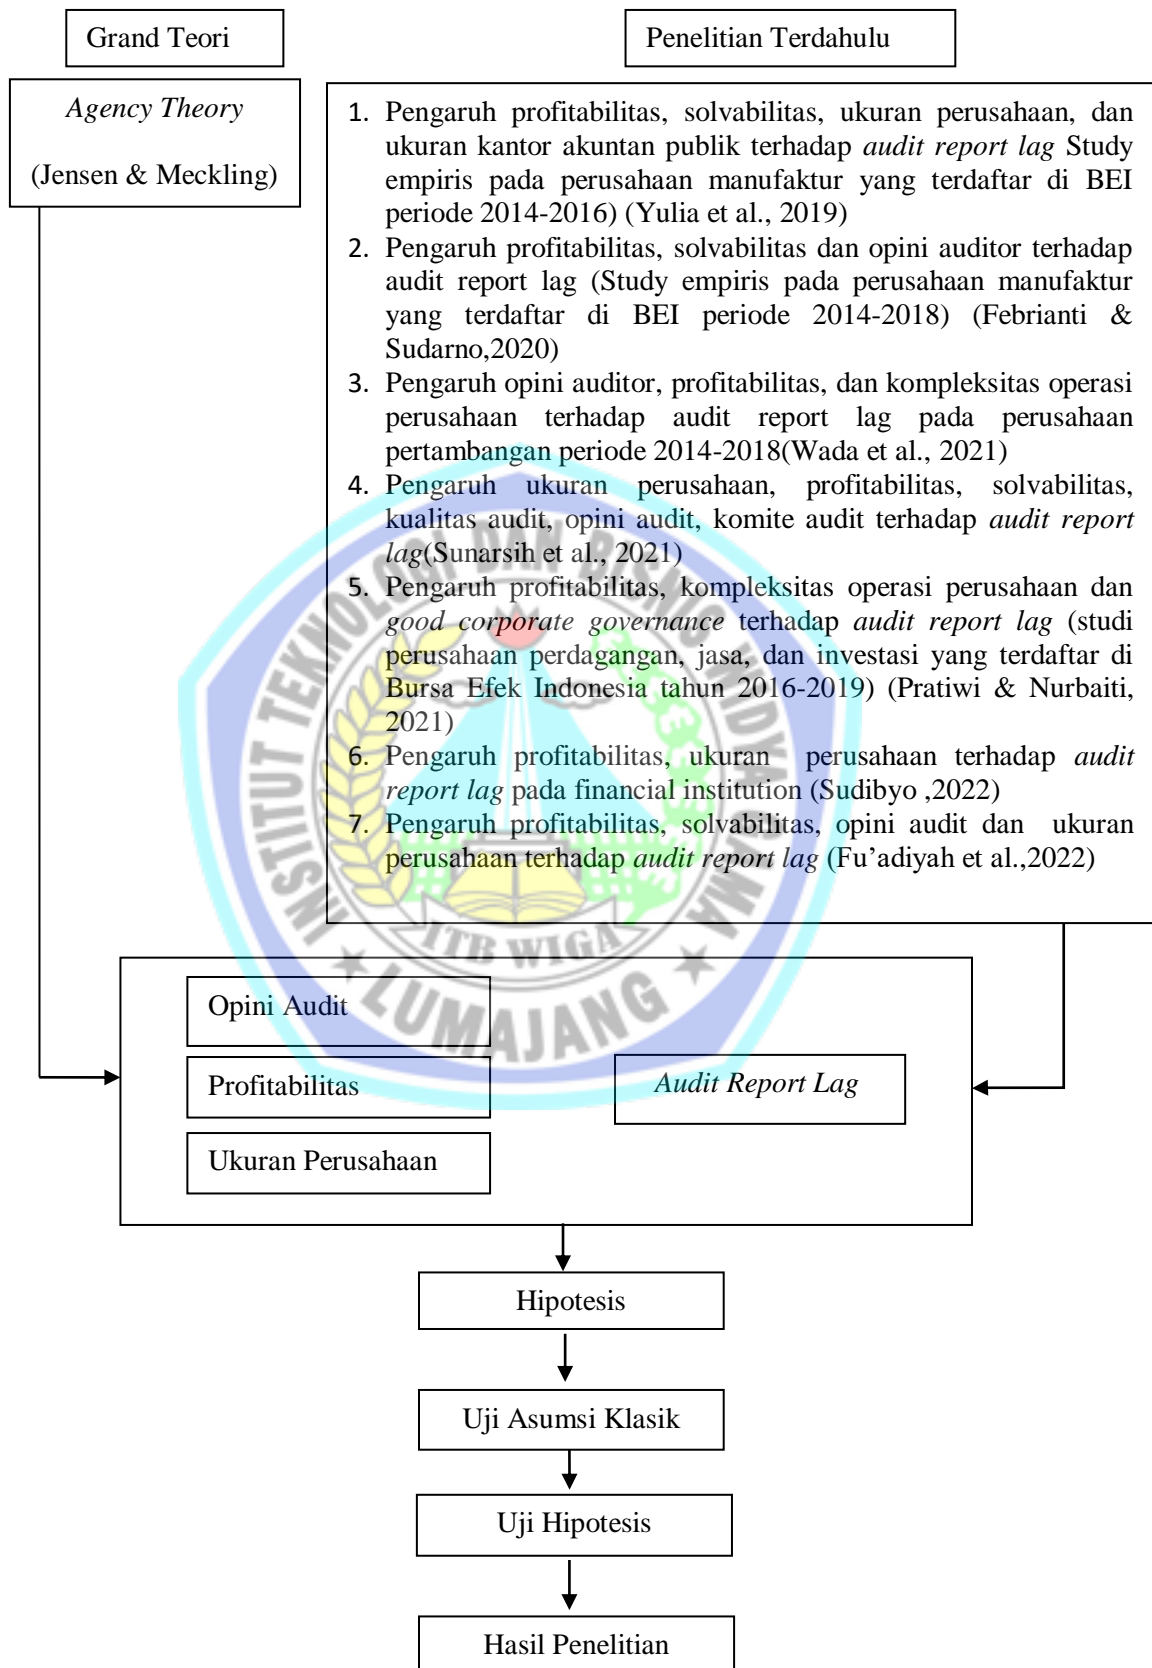 Grand Teori
Penelitian Terdahulu
Agency Theory
(Jensen & Meckling)
1. Pengaruh profitabilitas, solvabilitas, ukuran perusahaan, dan
ukuran kantor akuntan publik terhadap audit report lag Study
empiris pada perusahaan manufaktur yang terdaftar di BEI
periode 2014-2016) (Yulia et al., 2019)
2. Pengaruh profitabilitas, solvabilitas dan opini auditor terhadap
audit report lag (Study empiris pada perusahaan manufaktur
yang terdaftar di BEI periode 2014-2018) (Febrianti &
Sudarno,2020)
3. Pengaruh opini auditor, profitabilitas, dan kompleksitas operasi
perusahaan terhadap audit report lag pada perusahaan
pertambangan periode 2014-2018(Wada et al., 2021)
4. Pengaruh ukuran perusahaan, profitabilitas, solvabilitas,
kualitas audit, opini audit, komite audit terhadap audit report
lag(Sunarsih et al., 2021)
5. Pengaruh profitabilitas, kompleksitas operasi perusahaan dan
good corporate governance terhadap audit report lag (studi
perusahaan perdagangan, jasa, dan investasi yang terdaftar di
Bursa Efek Indonesia tahun 2016-2019) (Pratiwi & Nurbaiti,
2021)
6. Pengaruh profitabilitas, ukuran perusahaan terhadap audit
report lag pada financial institution (Sudibyo ,2022)
7. Pengaruh profitabilitas, solvabilitas, opini audit dan ukuran
perusahaan terhadap audit report lag (Fu’adiyah et al.,2022)
INSTITUT TEKNOLOGI DAN BISNIS WIDYA GAMA
ITB WIGA
LUMAJANG
Opini Audit
Profitabilitas
Audit Report Lag
Ukuran Perusahaan
Hipotesis
Uji Asumsi Klasik
Uji Hipotesis
Hasil Penelitian